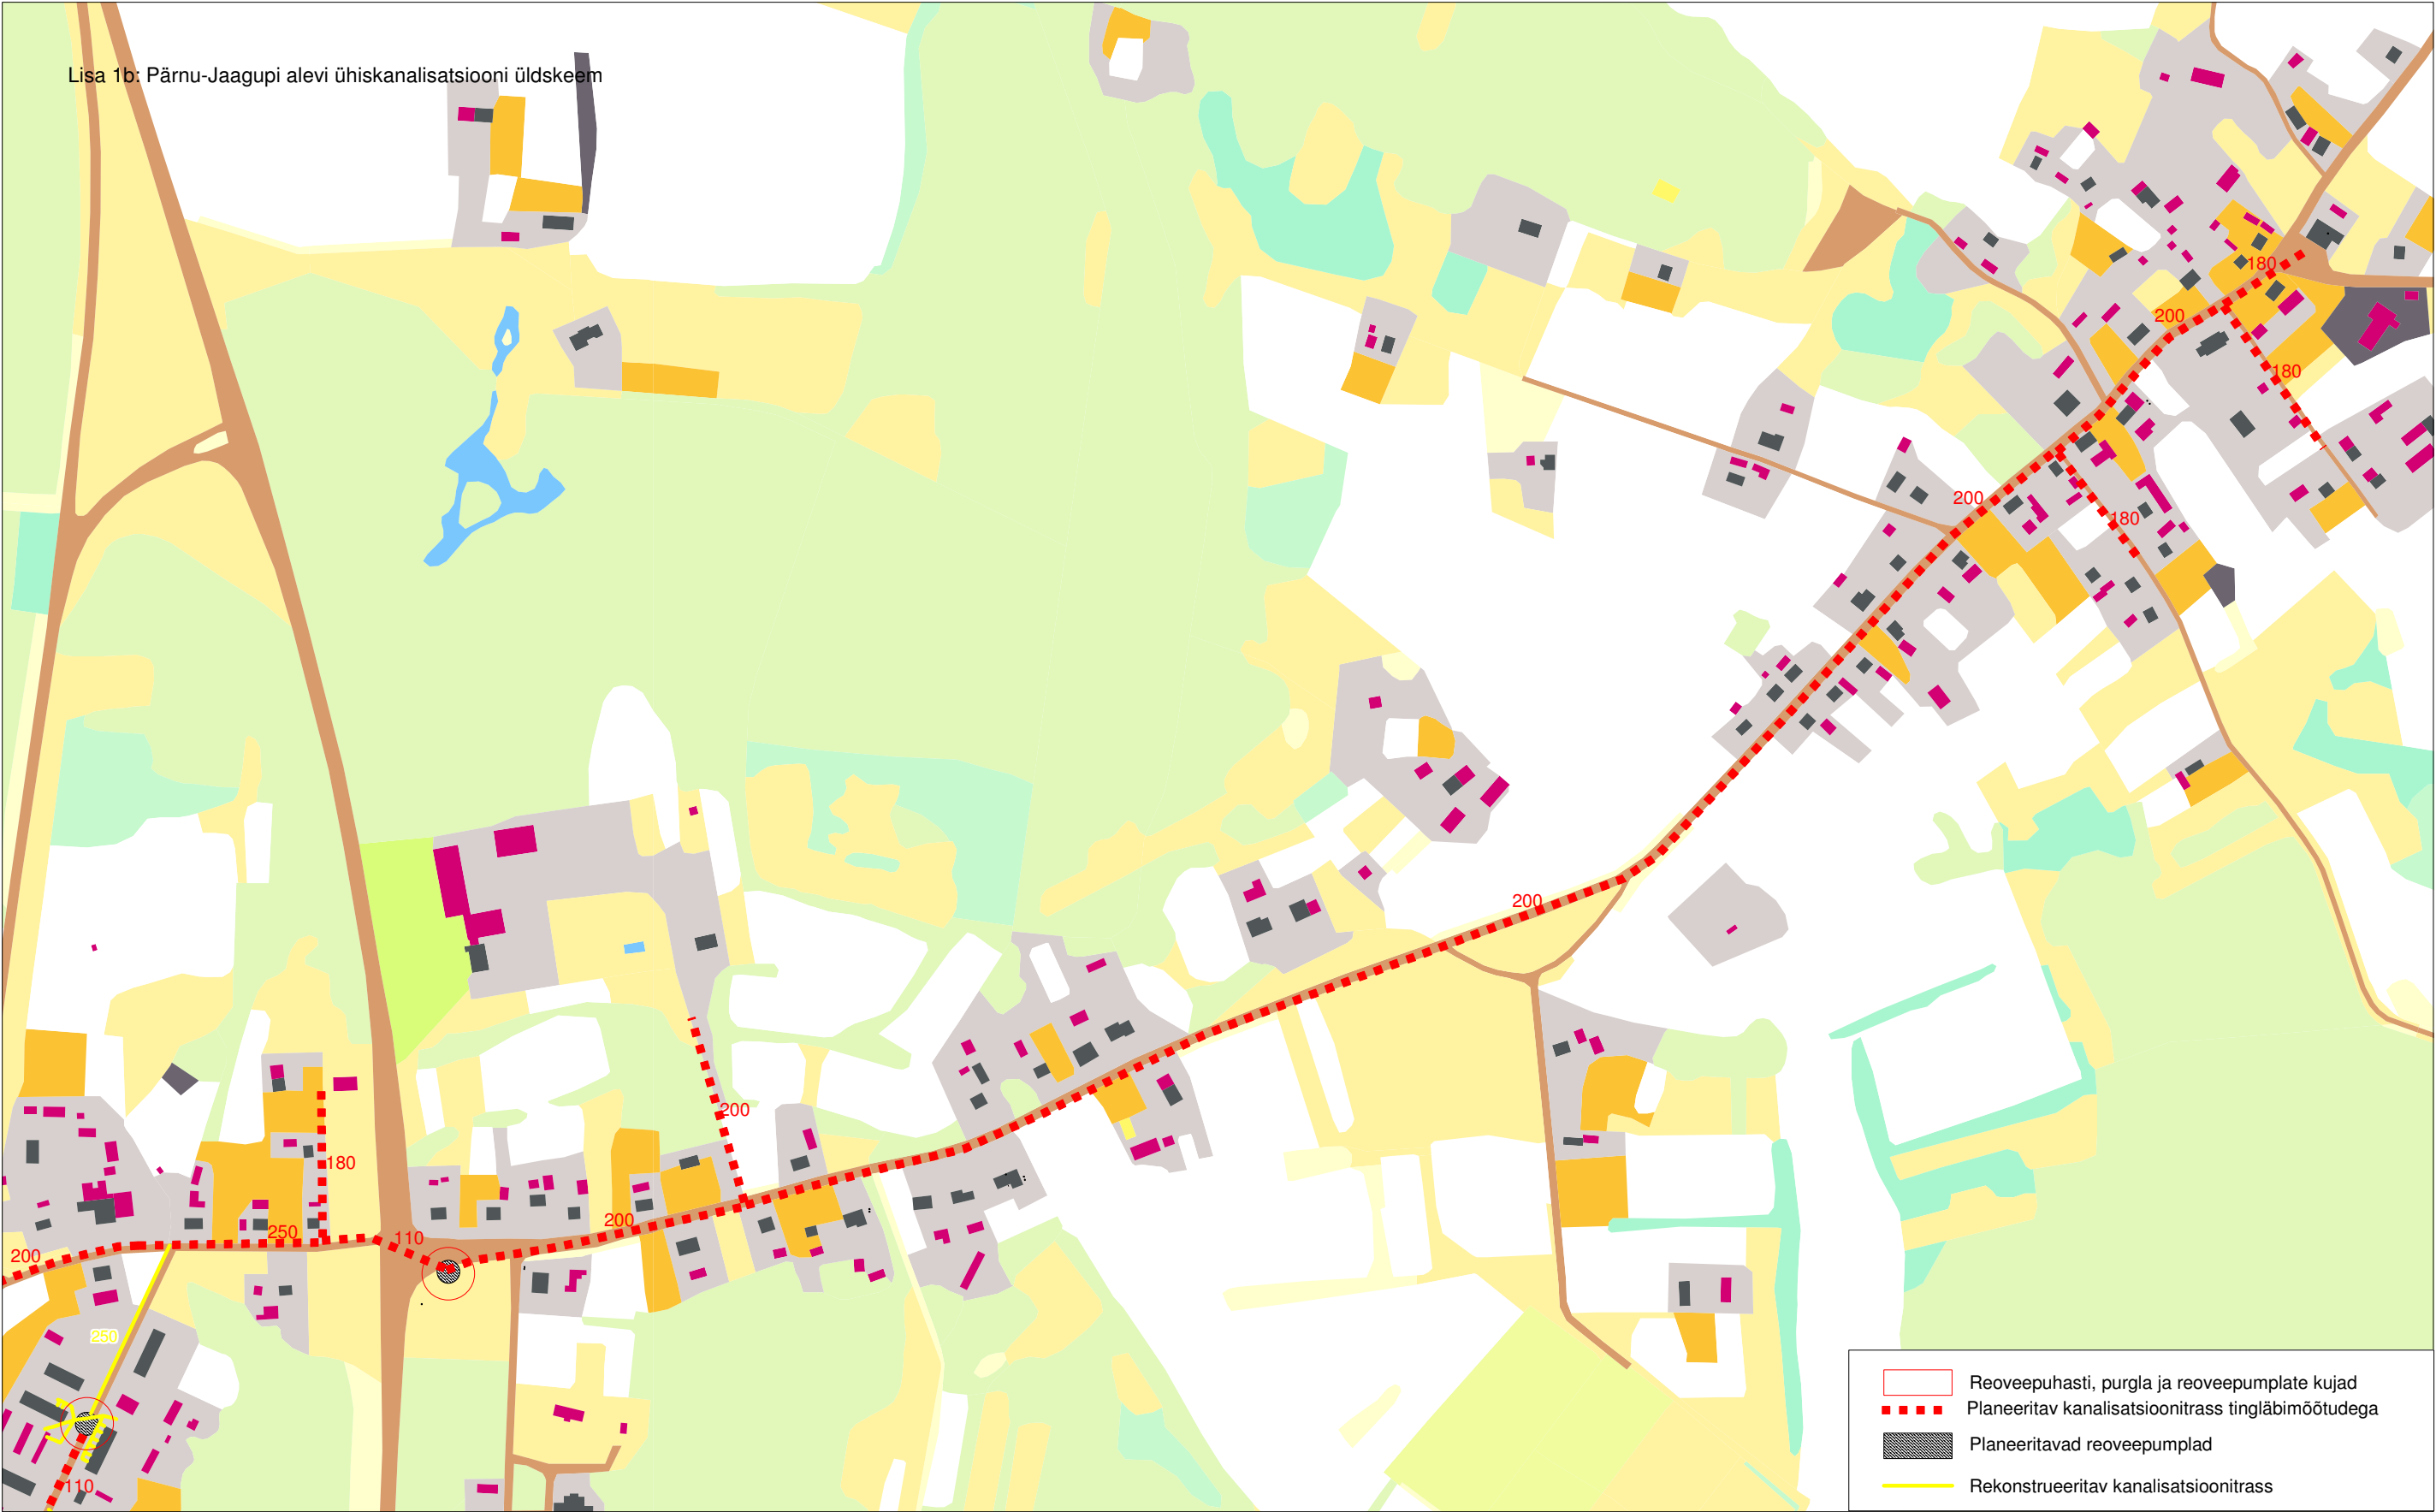 Lisa 1b: Pärnu-Jaagupi alevi ühiskanalisatsiooni üldskeem
180
200
180
200
180
200
200
180
250
110
200
200
250
110
Reoveepuhasti, purgla ja reoveepumplate kujad
Planeeritav kanalisatsioonitrass tingläbimõõtudega
Planeeritavad reoveepumplad
Rekonstrueeritav kanalisatsioonitrass